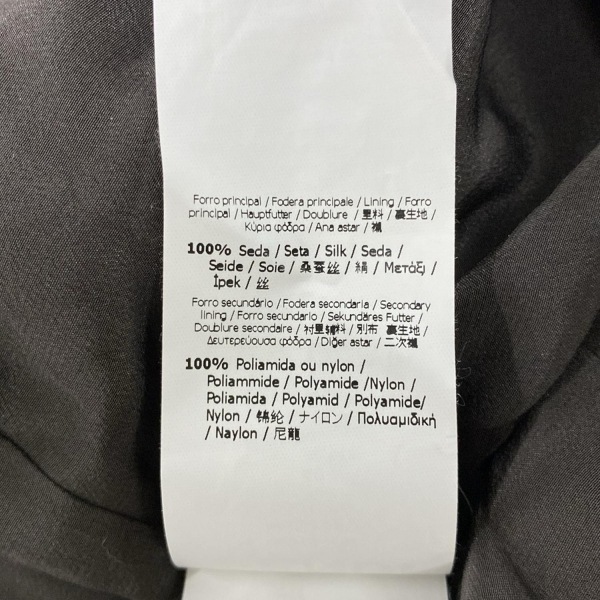 Forro principal / Fodera principale / Lining / Forro
principal / Hauptfutter / Doublure / 里料 / 裏生地 /
Κύρια φόδρα / Ana astar / 襯
100% Seda / Seta / Silk / Seda /
Seide / Soie / 桑蚕丝 / 絹 / Μετάξι /
İpek / 丝
Forro secundário / Fodera secondaria / Secondary
lining / Forro secundario / Sekundäres Futter /
Doublure secondaire / 衬里辅料 / 別布 裏生地 /
Δευτερεύουσα φόδρα / Diğer astar / 二次襯
100% Poliamida ou nylon /
Poliammide / Polyamide /Nylon /
Poliamida / Polyamid / Polyamide/
Nylon / 锦纶 / ナイロン / Πολυαμιδική
/ Naylon / 尼龍